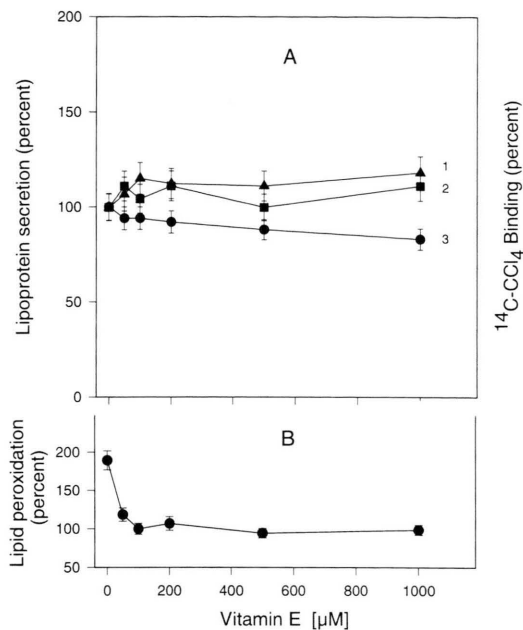 A
200
150
100
50
0
Lipoprotein secretion (percent)
14C-CCl4 Binding (percent)
1
2
3
B
200
150
100
50
Lipid peroxidation
(percent)
0 200 400 600 800 1000
Vitamin E [µM]